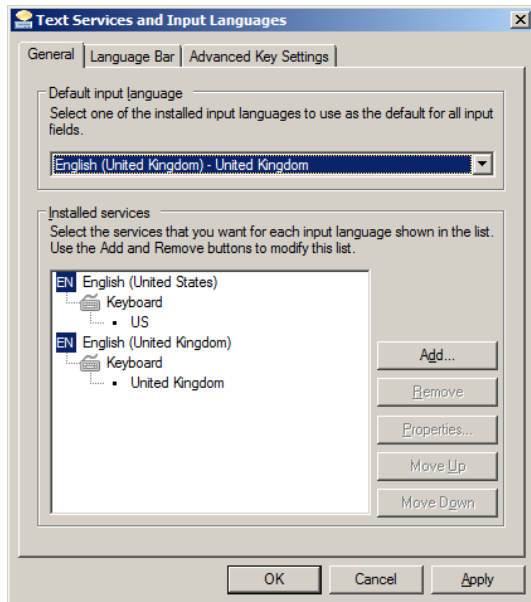 Text Services and Input Languages
General
Language Bar
Advanced Key Settings
Default input language
Select one of the installed input languages to use as the default for all input
fields.
English (United Kingdom) - United Kingdom
Installed services
Select the services that you want for each input language shown in the list.
Use the Add and Remove buttons to modify this list.
EN English (United States)
Keyboard
US
EN English (United Kingdom)
Keyboard
United Kingdom
Add...
Remove
Properties...
Move Up
Move Down
OK
Cancel
Apply